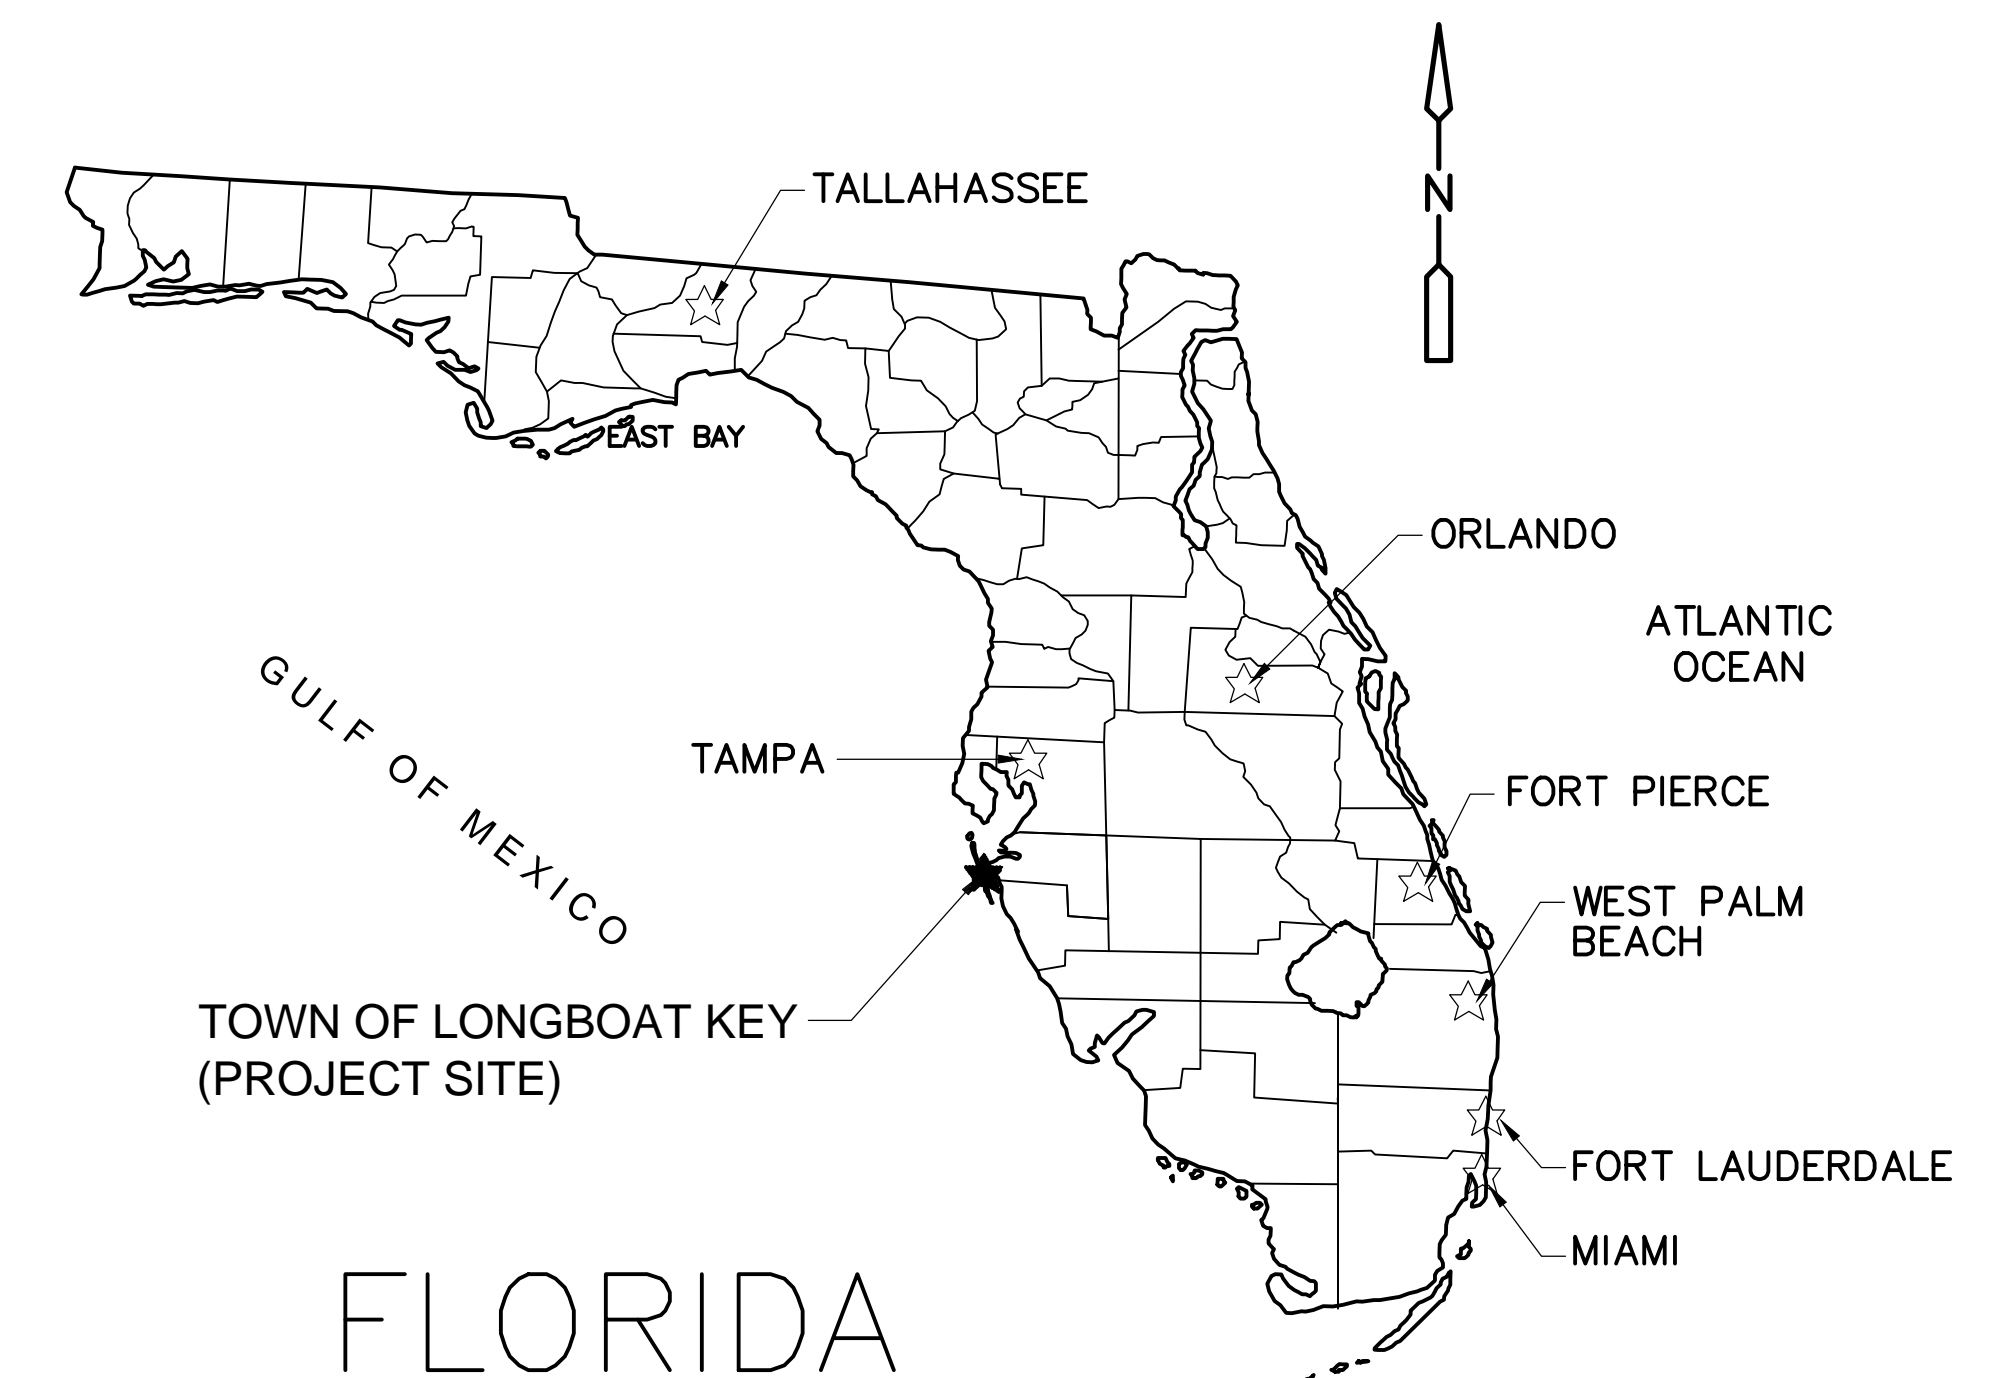 N
TALLAHASSEE
EAST BAY
ORLANDO
ATLANTIC
OCEAN
GULF OF MEXICO
TAMPA
FORT PIERCE
WEST PALM
BEACH
TOWN OF LONGBOAT KEY
(PROJECT SITE)
FORT LAUDERDALE
MIAMI
FLORIDA